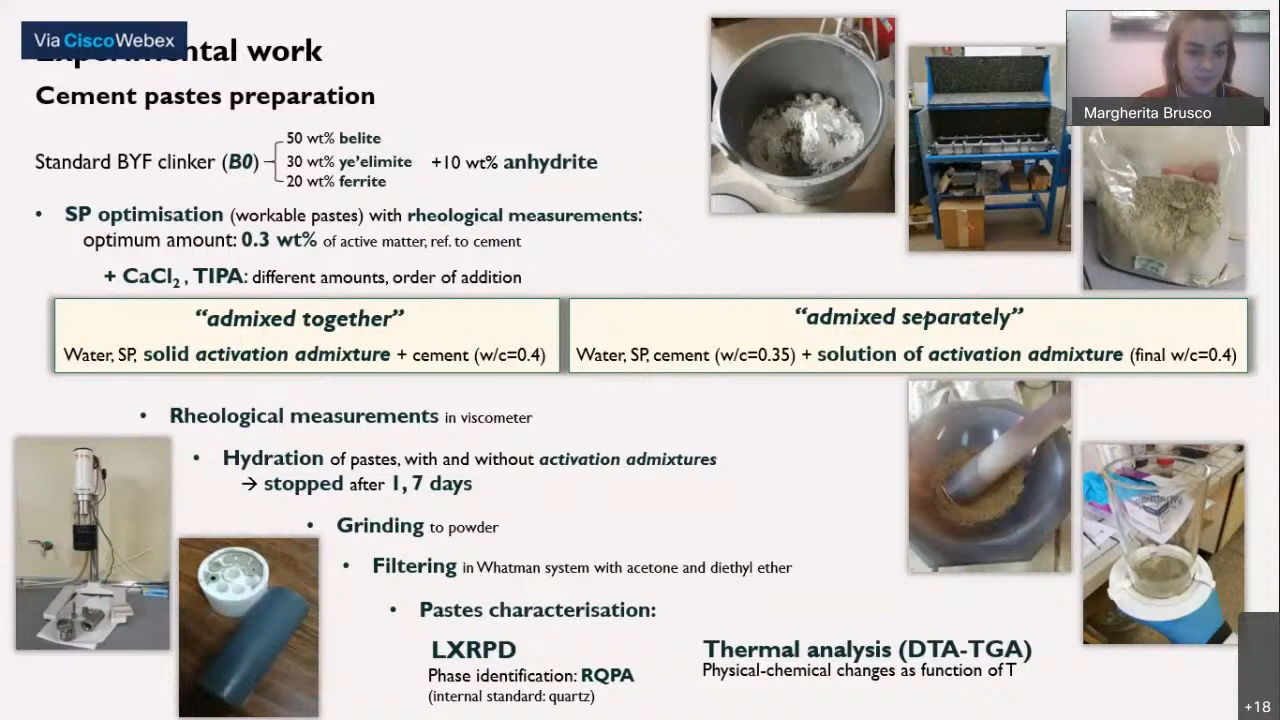 Via CiscoWebex
Experimental work
Cement pastes preparation
Margherita Brusco
50 wt% belite
Standard BYF clinker (B0) 30 wt% ye'elimite +10 wt% anhydrite
20 wt% ferrite
• SP optimisation (workable pastes) with rheological measurements:
optimum amount: 0.3 wt% of active matter, ref. to cement
+ CaCl2 , TIPA: different amounts, order of addition
“admixed together”
Water, SP, solid activation admixture + cement (w/c=0.4)
“admixed separately”
Water, SP, cement (w/c=0.35) + solution of activation admixture (final w/c=0.4)
• Rheological measurements in viscometer
• Hydration of pastes, with and without activation admixtures
→ stopped after 1, 7 days
• Grinding to powder
• Filtering in Whatman system with acetone and diethyl ether
• Pastes characterisation:
LXRPD
Phase identification: RQPA
(internal standard: quartz)
Thermal analysis (DTA-TGA)
Physical-chemical changes as function of T
+18